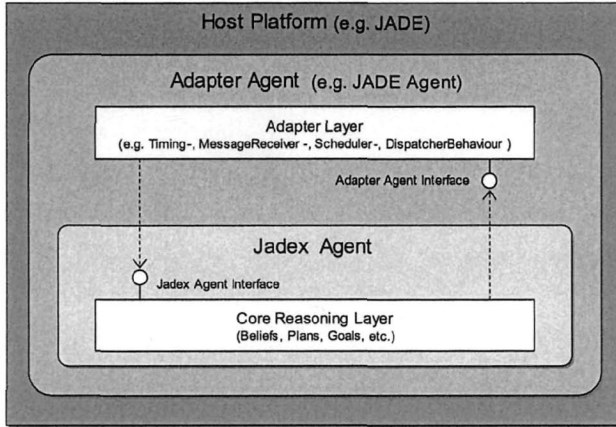 Host Platform (e.g. JADE)
Adapter Agent (e.g. JADE Agent)
Adapter Layer
(e.g. Timing-, MessageReceiver -, Scheduler-, DispatcherBehaviour )
Adapter Agent Interface
Jadex Agent
Jadex Agent Interface
Core Reasoning Layer
(Beliefs, Plans, Goals, etc.)